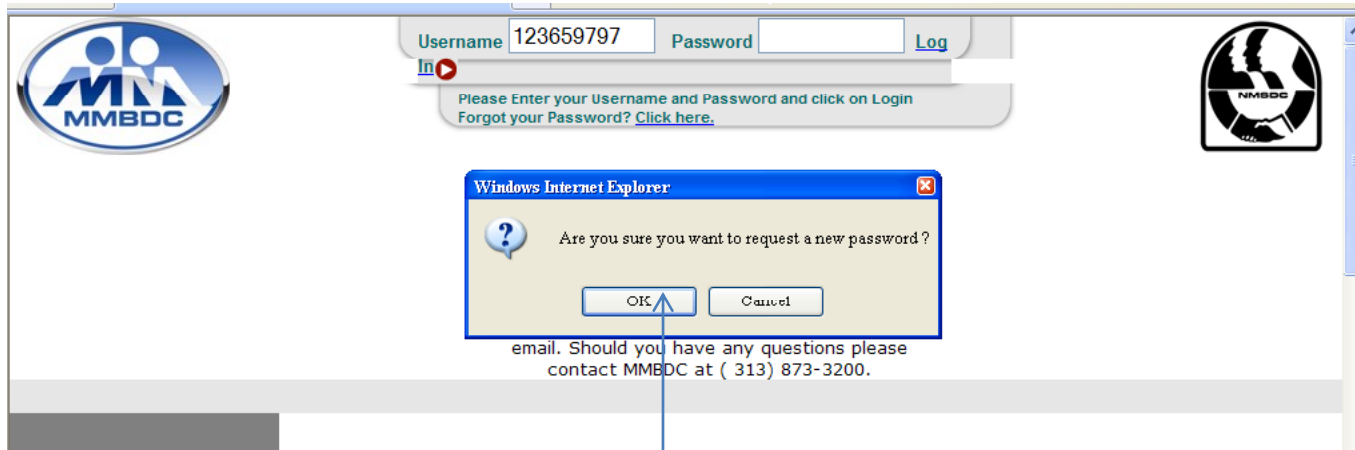 Username 123659797 Password Log
In
Please Enter your Username and Password and click on Login
Forgot your Password? Click here.
MMBDC
NMSDC
Windows Internet Explorer
Are you sure you want to request a new password ?
OK Cancel
email. Should you have any questions please
contact MMBDC at ( 313) 873-3200.